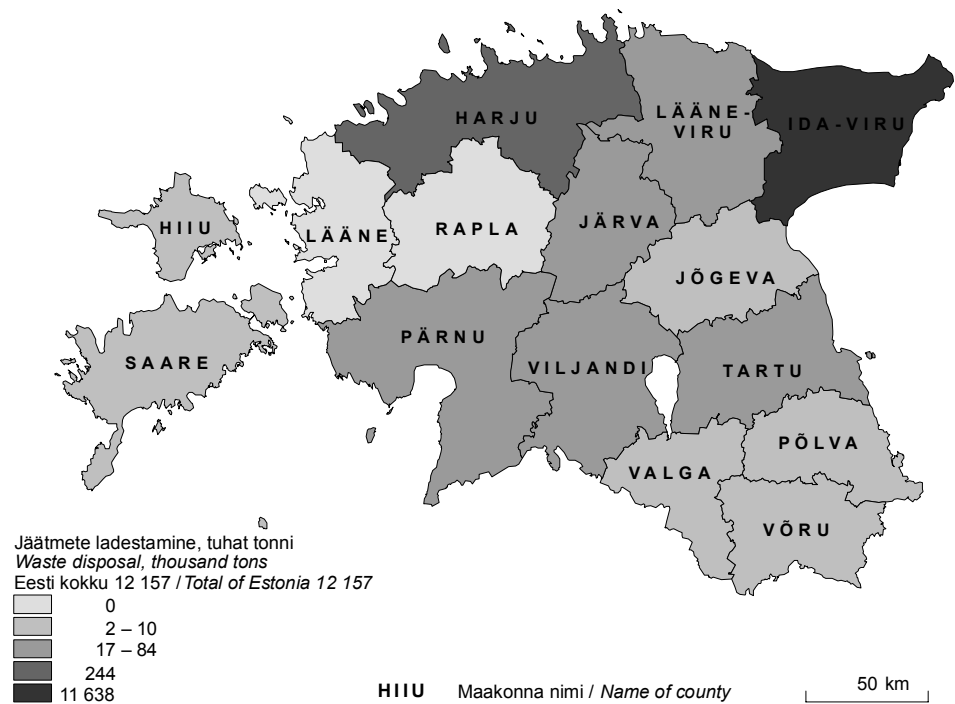 HARJU
LÄÄNE-
VIRU
IDA-VIRU
HIIU
LÄÄNE
RAPLA
JÄRVA
JÕGEVA
SAARE
PÄRNU
VILJANDI
TARTU
VALGA
PÕLVA
VÕRU
Jäätmete ladestamine, tuhat tonni
Waste disposal, thousand tons
Eesti kokku 12 157 / Total of Estonia 12 157
0
2 – 10
17 – 84
244
11 638
HIIU Maakonna nimi / Name of county
50 km